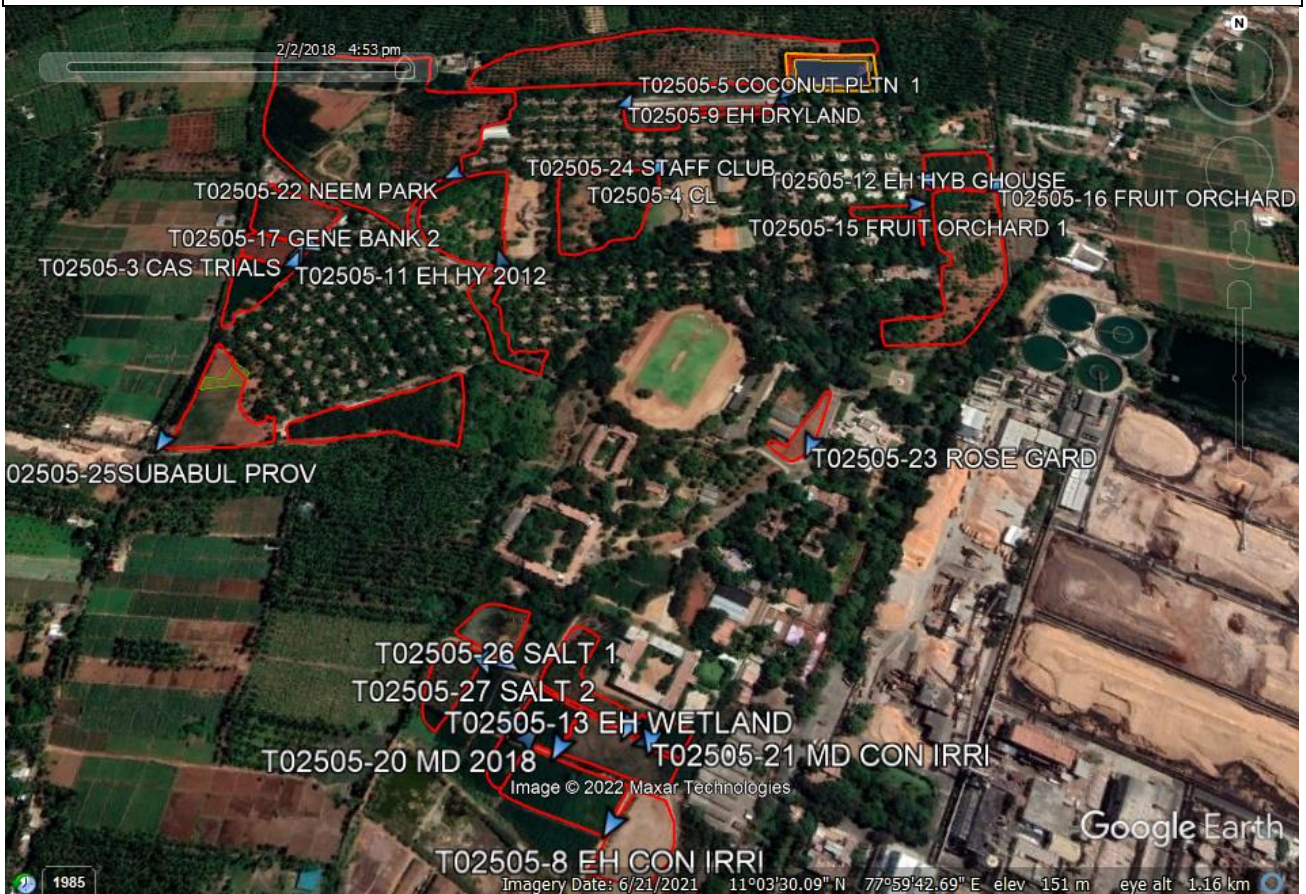 N
2/2/2018 4:53 pm
T02505-5 COCONUT PLTN 1
T02505-9 EH DRYLAND
T02505-24 STAFF CLUB
T02505-22 NEEM PARK
T02505-4 CL
T02505-12 EH HYB GHOUSE
T02505-16 FRUIT ORCHARD
T02505-15 FRUIT ORCHARD 1
T02505-17 GENE BANK 2
T02505-3 CAS TRIALS
T02505-11 EH HY 2012
02505-25SUBABUL PROV
T02505-23 ROSE GARD
T02505-26 SALT 1
T02505-27 SALT 2
T02505-13 EH WETLAND
T02505-20 MD 2018
T02505-21 MD CON IRRI
Image © 2022 Maxar Technologies
Google Earth
T02505-8 EH CON IRRI
1985
Imagery Date: 6/21/2021 11°03'30.09" N 77°59'42.69" E elev 151 m eye alt 1.16 km